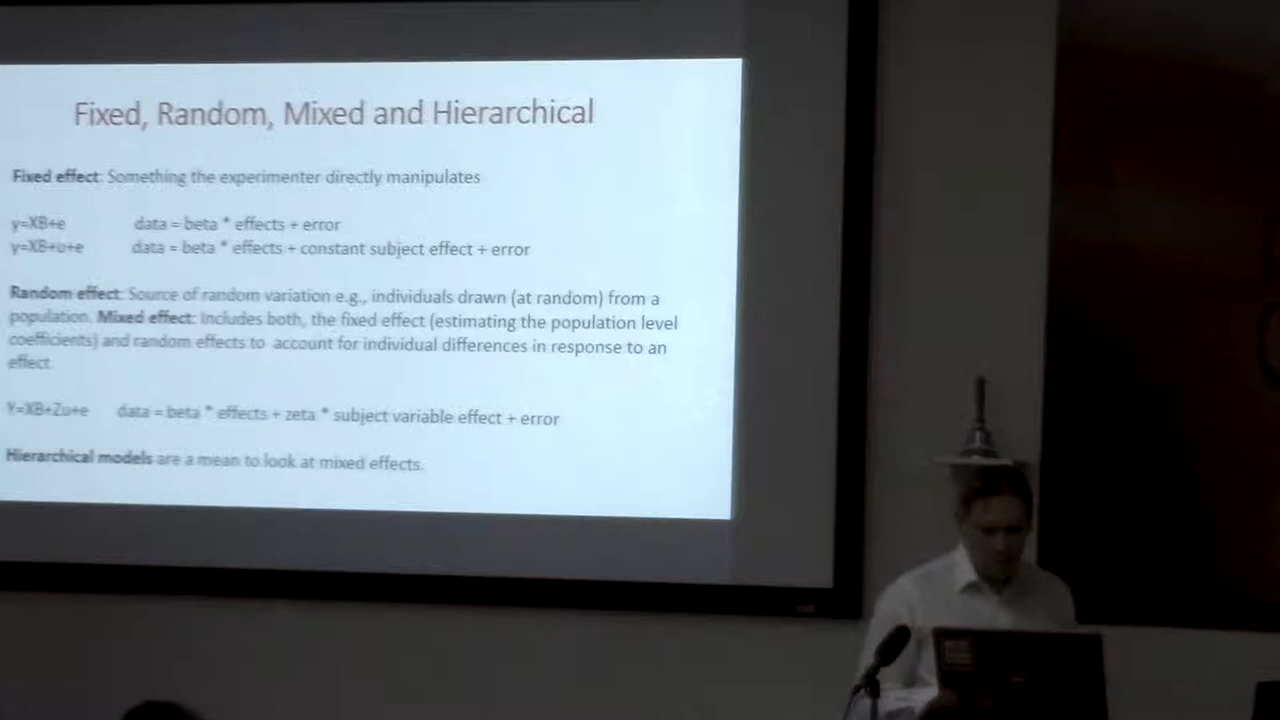 Fixed, Random, Mixed and Hierarchical
Fixed effect: Something the experimenter directly manipulates
y=XB+e data = beta * effects + error
y=XB+u+e data = beta * effects + constant subject effect + error
Random effect: Source of random variation e.g., individuals drawn (at random) from a
population. Mixed effect: Includes both, the fixed effect (estimating the population level
coefficients) and random effects to account for individual differences in response to an
effect.
Y=XB+Zu+e data = beta * effects + zeta * subject variable effect + error
Hierarchical models are a mean to look at mixed effects.